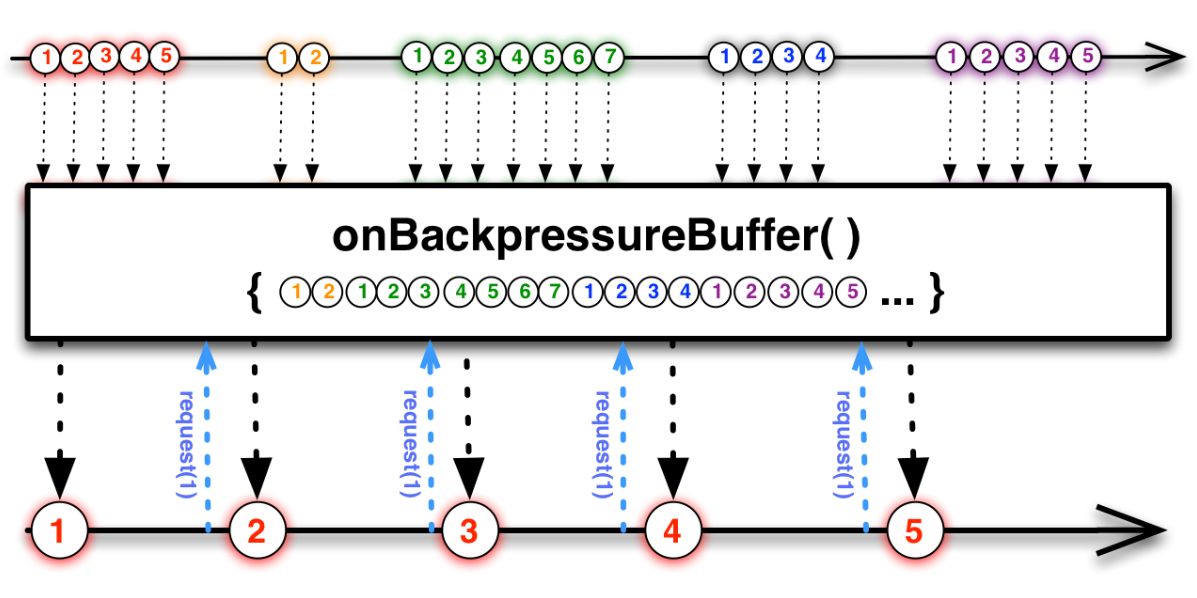 1 2 3 4 5 1 2 1 2 3 4 5 6 7 1 2 3 4 1 2 3 4 5
onBackpressureBuffer( )
{ 1 2 1 2 3 4 5 6 7 1 2 3 4 1 2 3 4 5 ... }
request(1) request(1) request(1) request(1)
1 2 3 4 5